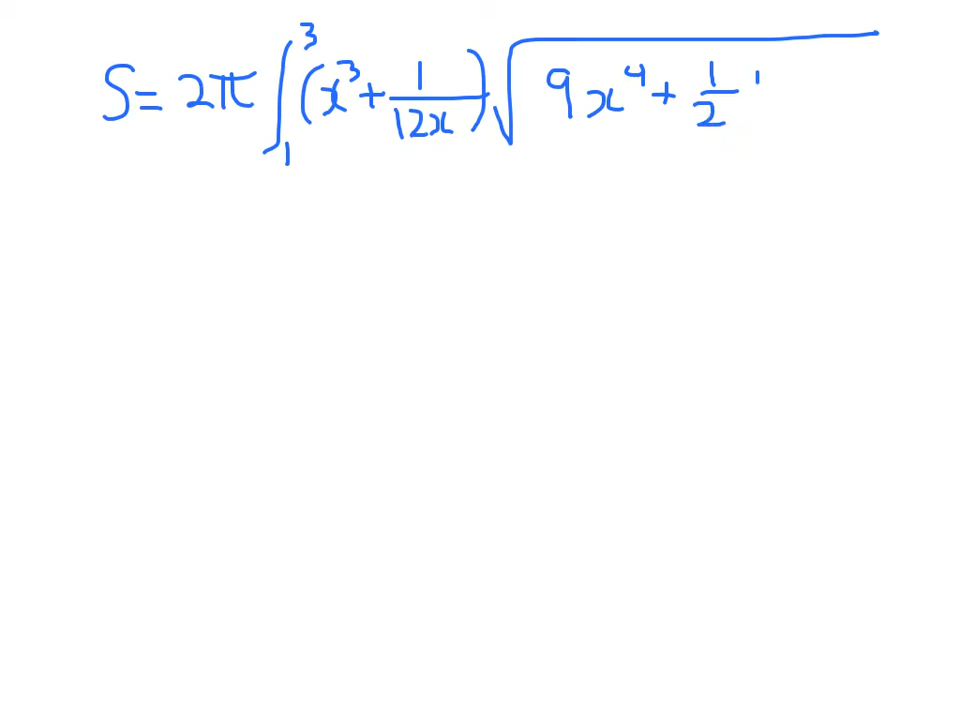 S = 2π ∫₁³ (x³ + 1/(12x)) √(9x⁴ + 1/2